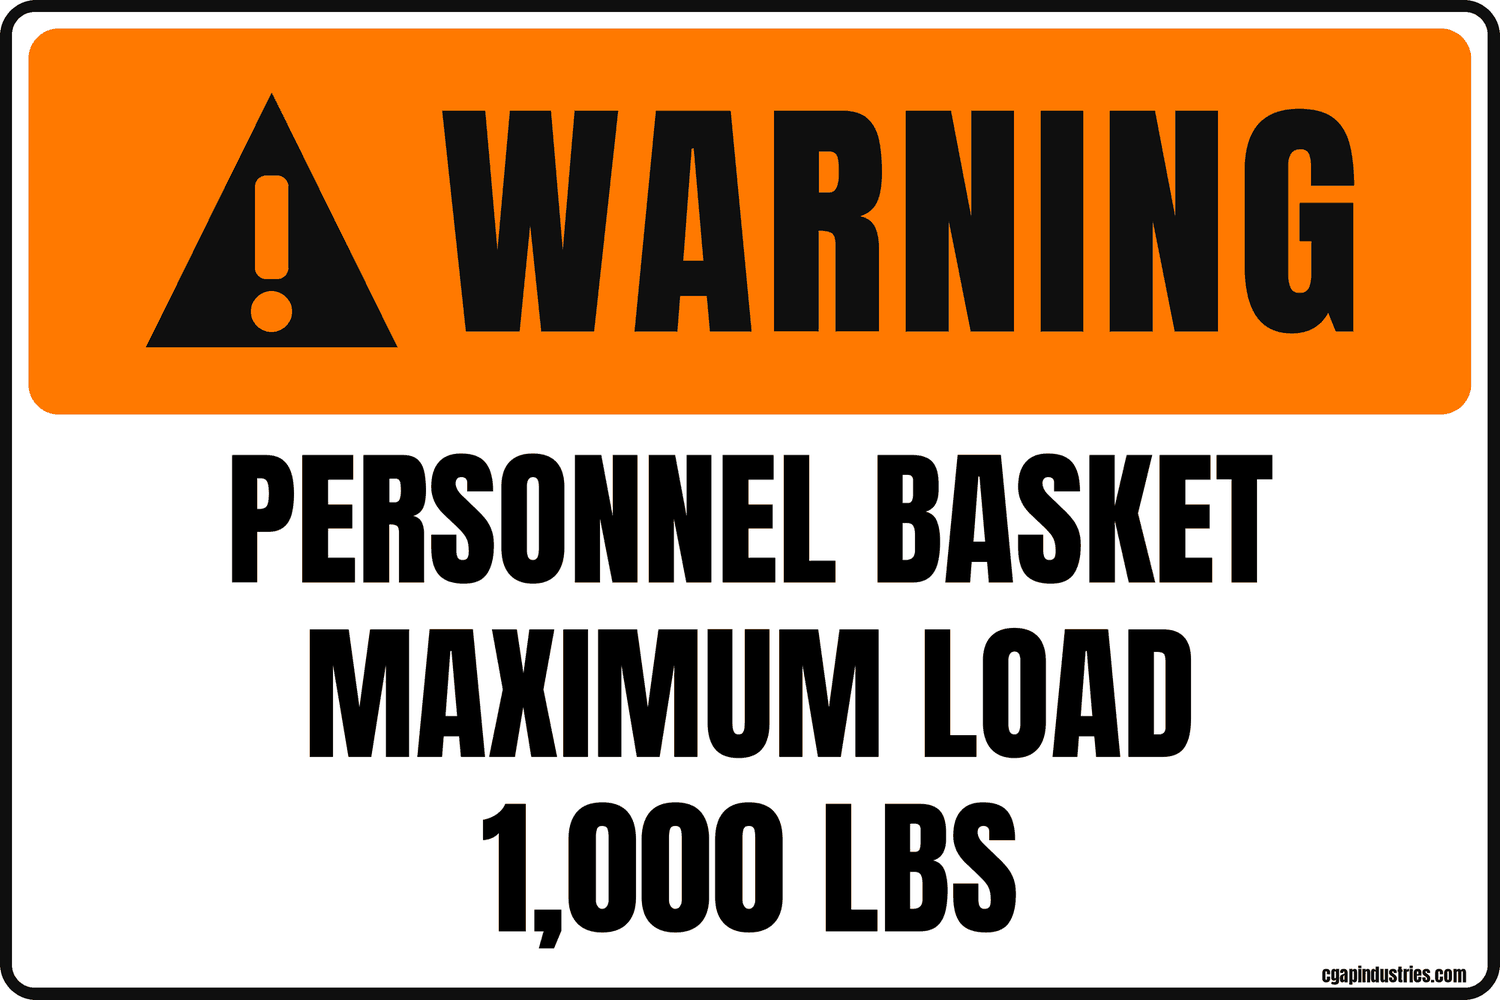 WARNING
PERSONNEL BASKET
MAXIMUM LOAD
1,000 LBS
cgapindustries.com